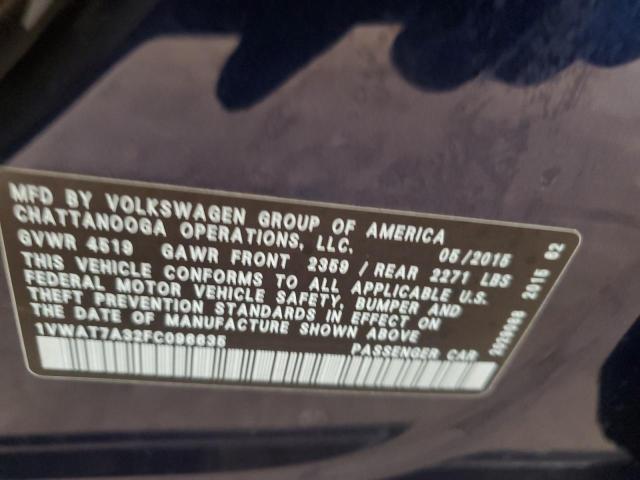 MFD BY VOLKSWAGEN GROUP OF AMERICA
CHATTANOOGA OPERATIONS, LLC. 05/2015
GVWR 4519 GAWR FRONT 2359 / REAR 2271 LBS
THIS VEHICLE CONFORMS TO ALL APPLICABLE U.S.
FEDERAL MOTOR VEHICLE SAFETY, BUMPER AND
THEFT PREVENTION STANDARDS IN EFFECT ON
THE DATE OF MANUFACTURE SHOWN ABOVE
1VWAT7A32FC096635 PASSENGER CAR
2015 62